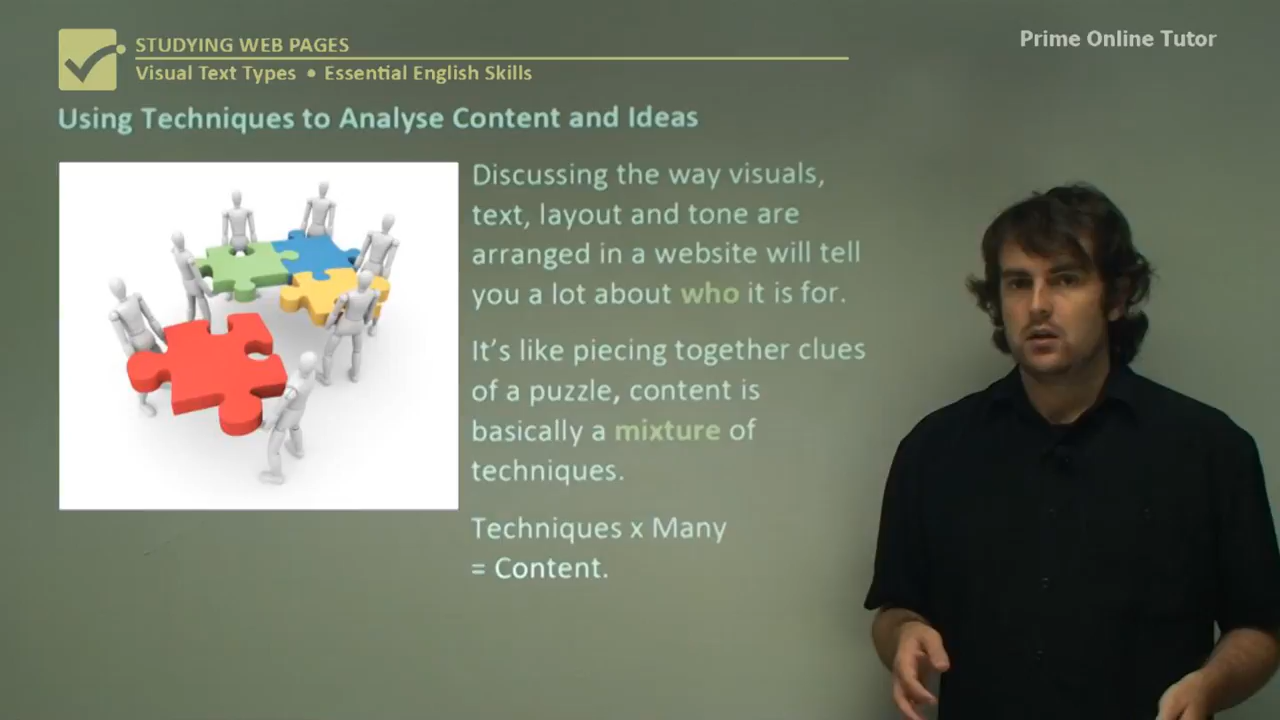 STUDYING WEB PAGES
Visual Text Types • Essential English Skills
Prime Online Tutor
Using Techniques to Analyse Content and Ideas
Discussing the way visuals,
text, layout and tone are
arranged in a website will tell
you a lot about who it is for.
It's like piecing together clues
of a puzzle, content is
basically a mixture of
techniques.
Techniques x Many
= Content.